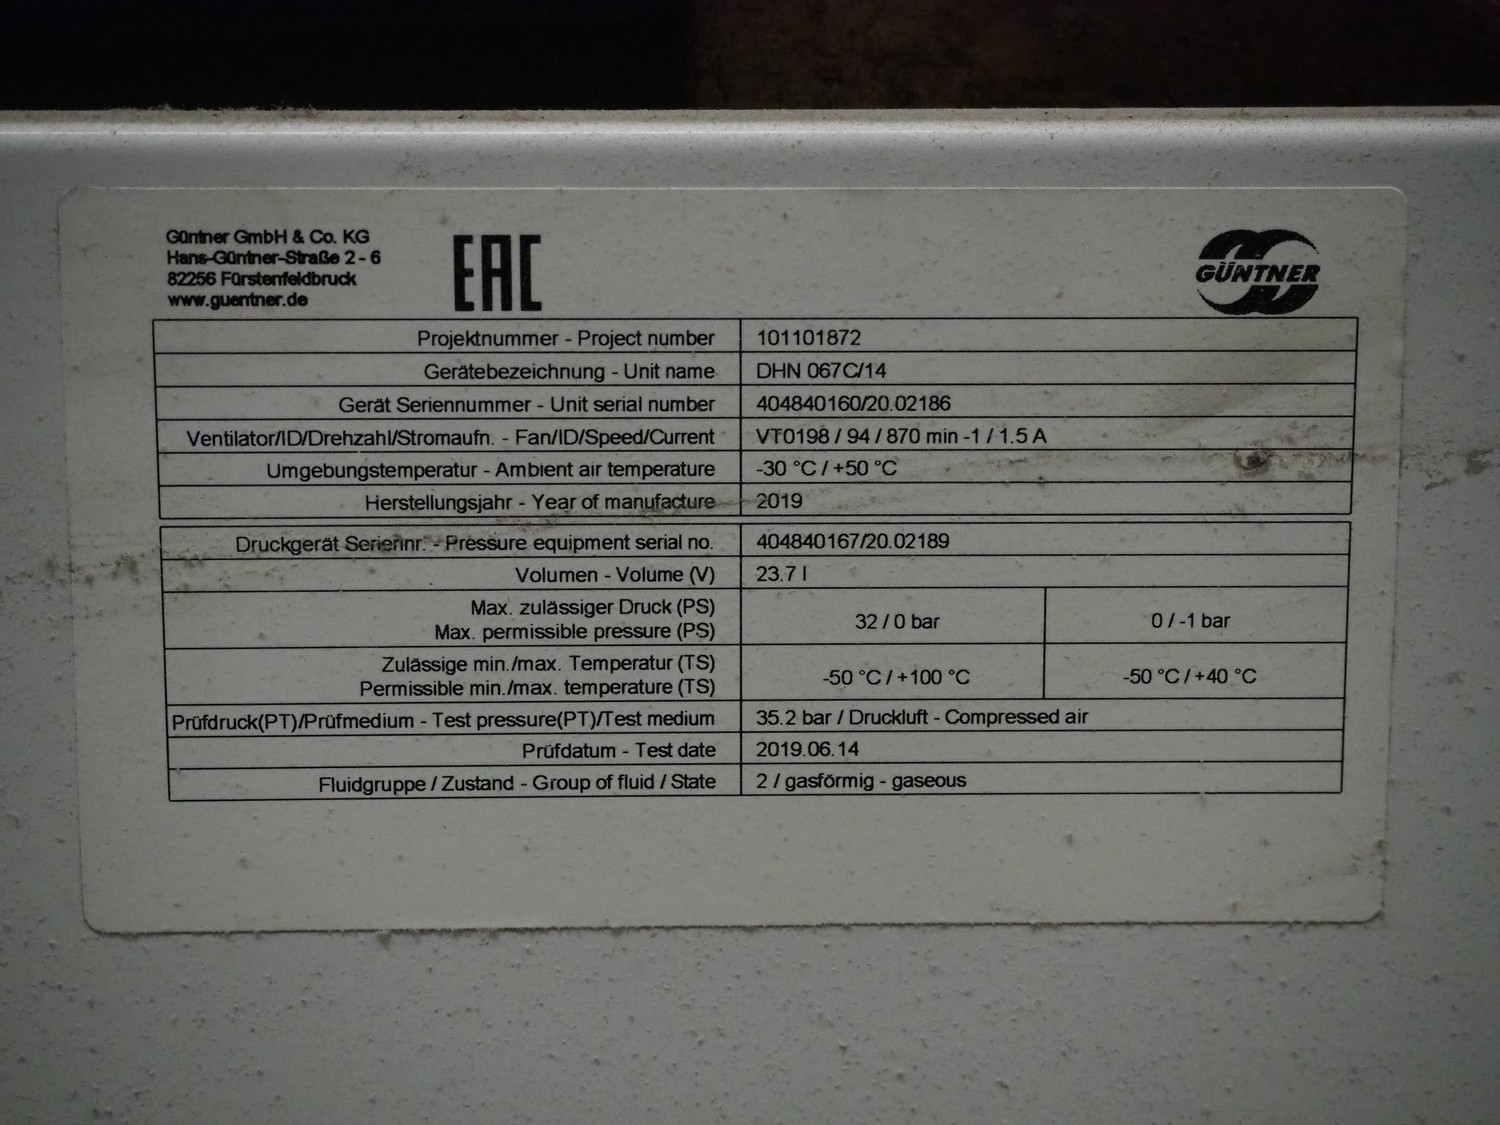 Güntner GmbH & Co. KG
Hans-Güntner-Straße 2 - 6
82256 Fürstenfeldbruck
www.guentner.de
EAC
GÜNTNER
Projektnummer - Project number 101101872
Gerätebezeichnung - Unit name DHN 067C/14
Gerät Seriennummer - Unit serial number 404840160/20.02186
Ventilator/ID/Drehzahl/Stromaufn. - Fan/ID/Speed/Current VT0198 / 94 / 870 min -1 / 1.5 A
Umgebungstemperatur - Ambient air temperature -30 °C / +50 °C
Herstellungsjahr - Year of manufacture 2019
Druckgerät Seriennr. - Pressure equipment serial no. 404840167/20.02189
Volumen - Volume (V) 23.7 l
Max. zulässiger Druck (PS)
Max. permissible pressure (PS) 32 / 0 bar 0 / -1 bar
Zulässige min./max. Temperatur (TS)
Permissible min./max. temperature (TS) -50 °C / +100 °C -50 °C / +40 °C
Prüfdruck(PT)/Prüfmedium - Test pressure(PT)/Test medium 35.2 bar / Druckluft - Compressed air
Prüfdatum - Test date 2019.06.14
Fluidgruppe / Zustand - Group of fluid / State 2 / gasförmig - gaseous